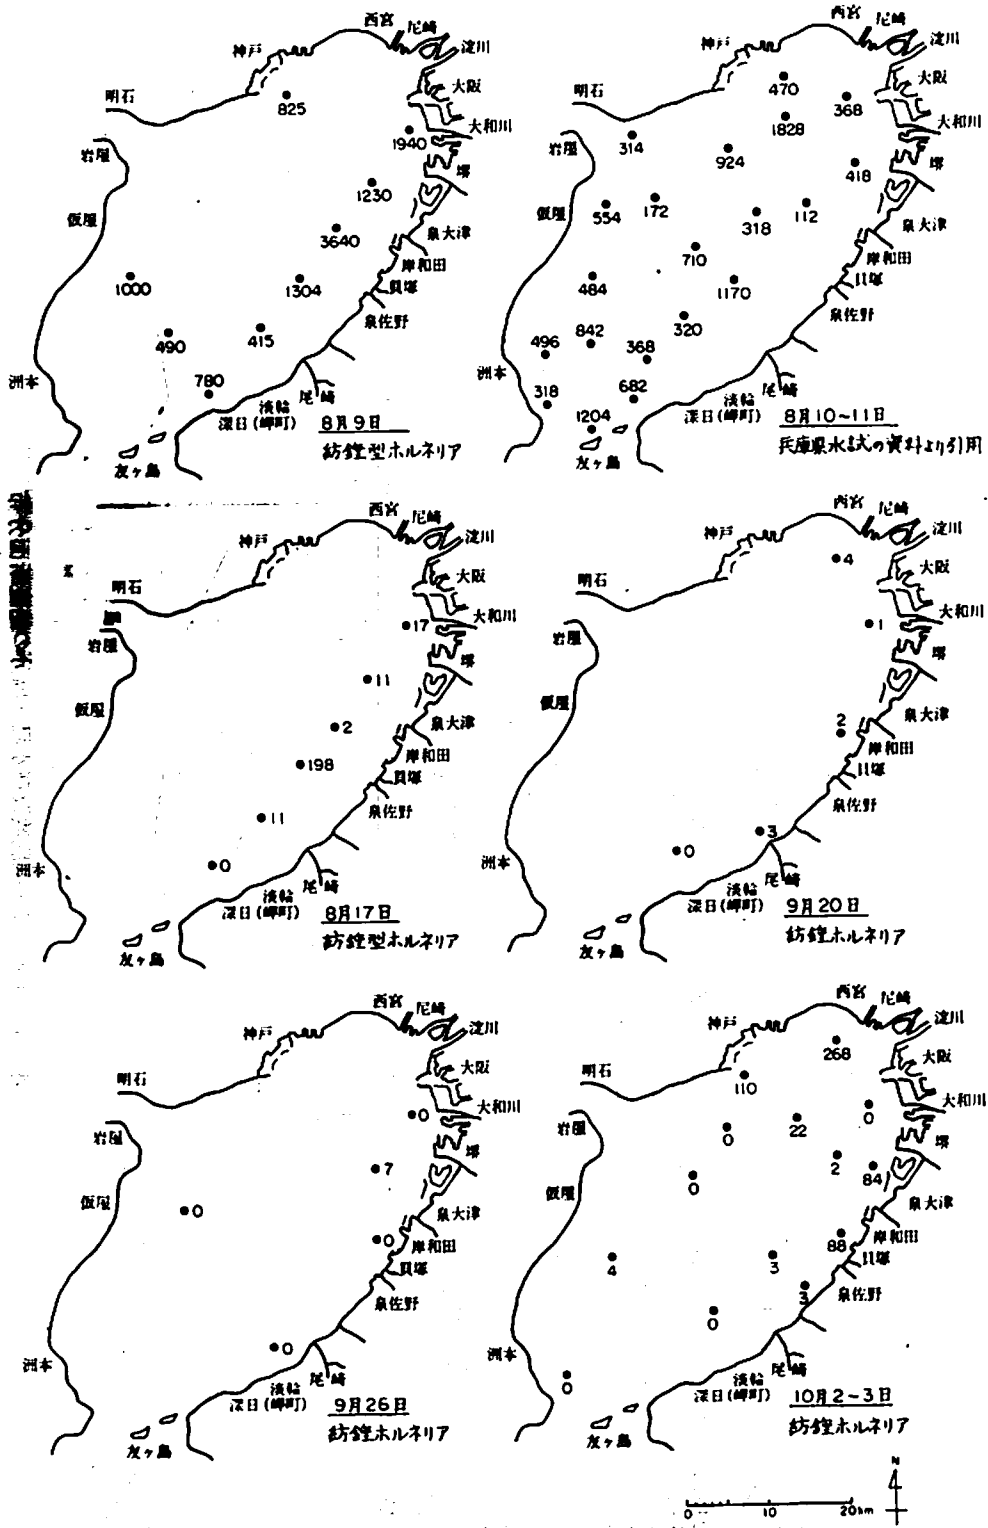 西宮
尼崎
神戸
淀川
大阪
明石
825
1940
大和川
岩屋
堺
1230
仮屋
3640
泉大津
岸和田
1000
1304
貝塚
490
415
泉佐野
洲本
780
尾崎
淡輪
深日(岬町)
8月9日
紡錘型ホルネリア
友ヶ島
西宮
尼崎
神戸
淀川
470
大阪
明石
368
1828
大和川
岩屋
314
924
堺
418
仮屋
554
172
112
318
泉大津
710
岸和田
484
1170
貝塚
320
泉佐野
842
496
368
洲本
318
682
尾崎
淡輪
深日(岬町)
1204
8月10~11日
兵庫県水試の資料より引用
友ヶ島
西宮
尼崎
神戸
淀川
大阪
明石
17
大和川
岩屋
堺
11
仮屋
2
泉大津
岸和田
198
貝塚
11
泉佐野
洲本
0
尾崎
淡輪
深日(岬町)
8月17日
紡錘型ホルネリア
友ヶ島
西宮
尼崎
神戸
淀川
4
大阪
明石
1
大和川
岩屋
堺
仮屋
2
泉大津
岸和田
貝塚
泉佐野
3
洲本
0
尾崎
淡輪
深日(岬町)
9月20日
紡錘ホルネリア
友ヶ島
西宮
尼崎
神戸
淀川
大阪
明石
0
大和川
岩屋
堺
7
仮屋
0
泉大津
0
岸和田
貝塚
泉佐野
0
洲本
尾崎
淡輪
深日(岬町)
9月26日
紡錘ホルネリア
友ヶ島
西宮
尼崎
神戸
淀川
268
大阪
明石
110
0
大和川
22
岩屋
0
堺
2
84
0
仮屋
泉大津
88
岸和田
4
3
貝塚
3
泉佐野
0
洲本
0
尾崎
淡輪
深日(岬町)
10月2~3日
紡錘ホルネリア
友ヶ島
N
0 10 20km